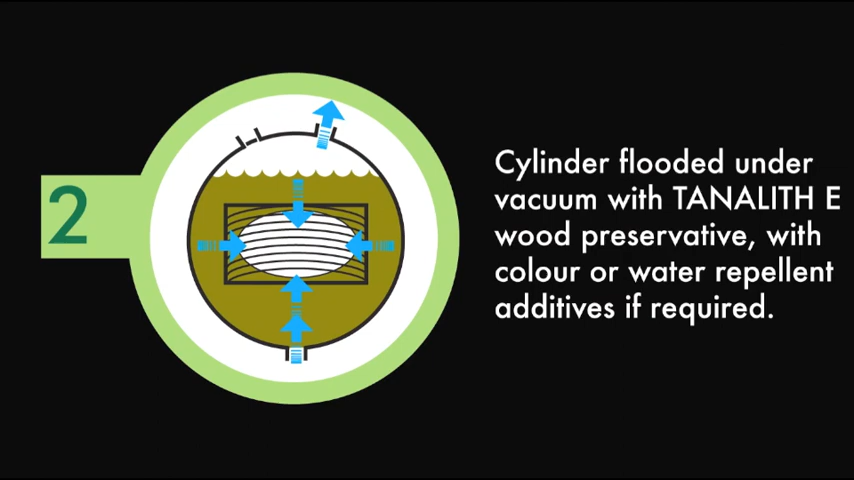 2
Cylinder flooded under
vacuum with TANALITH E
wood preservative, with
colour or water repellent
additives if required.